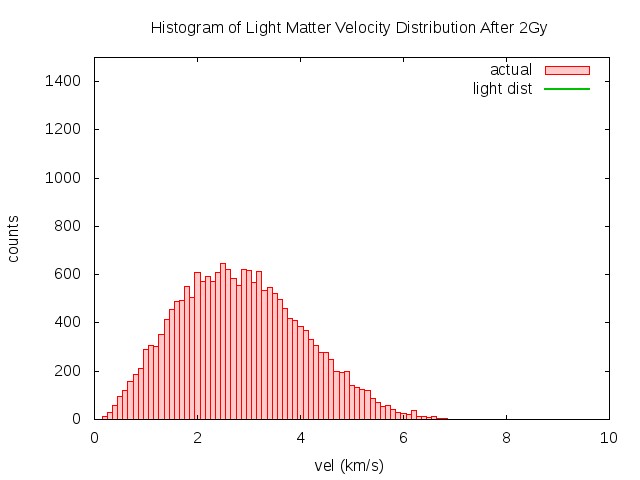 Histogram of Light Matter Velocity Distribution After 2Gy
actual
light dist
1400
1200
1000
800
600
400
200
0
counts
0 2 4 6 8 10
vel (km/s)